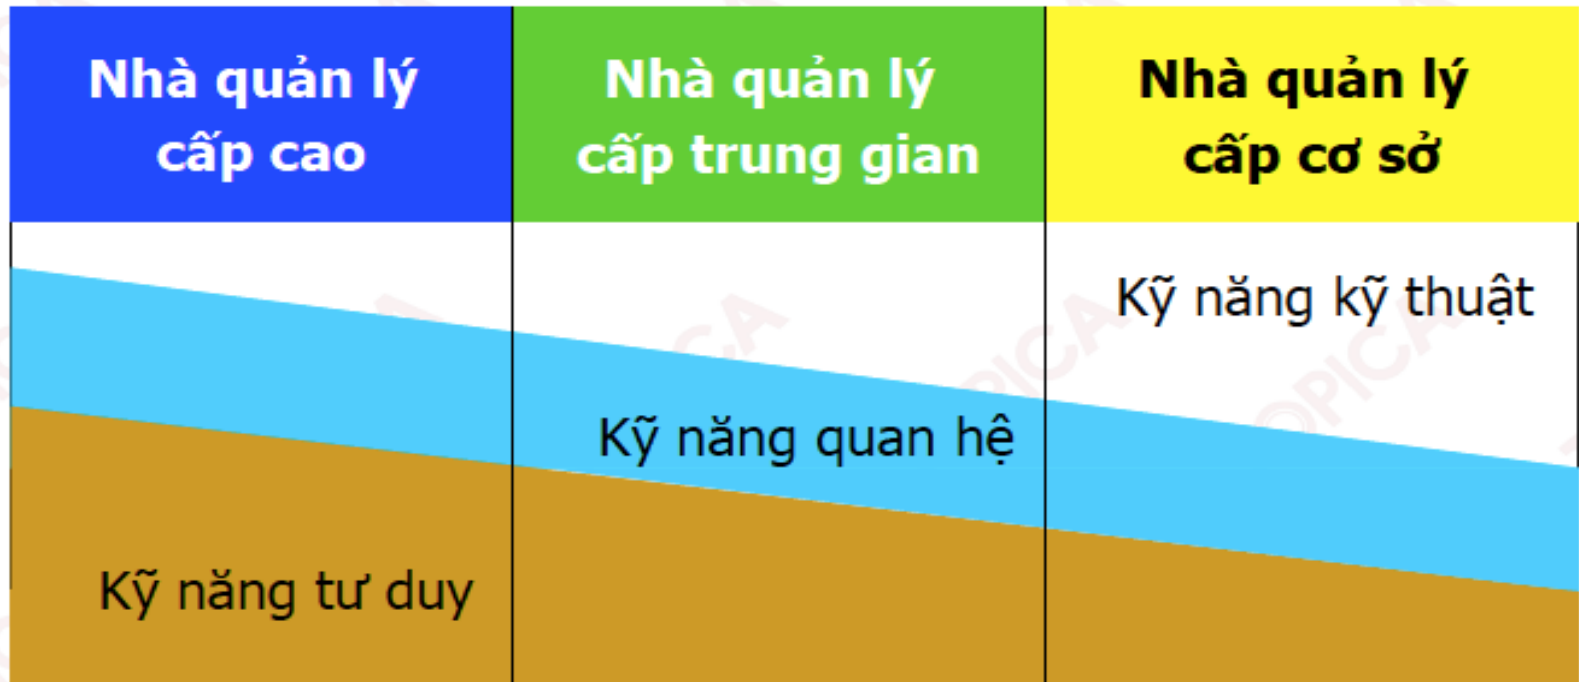 Nhà quản lý
cấp cao
Nhà quản lý
cấp trung gian
Nhà quản lý
cấp cơ sở
Kỹ năng kỹ thuật
Kỹ năng quan hệ
Kỹ năng tư duy
TOPICA